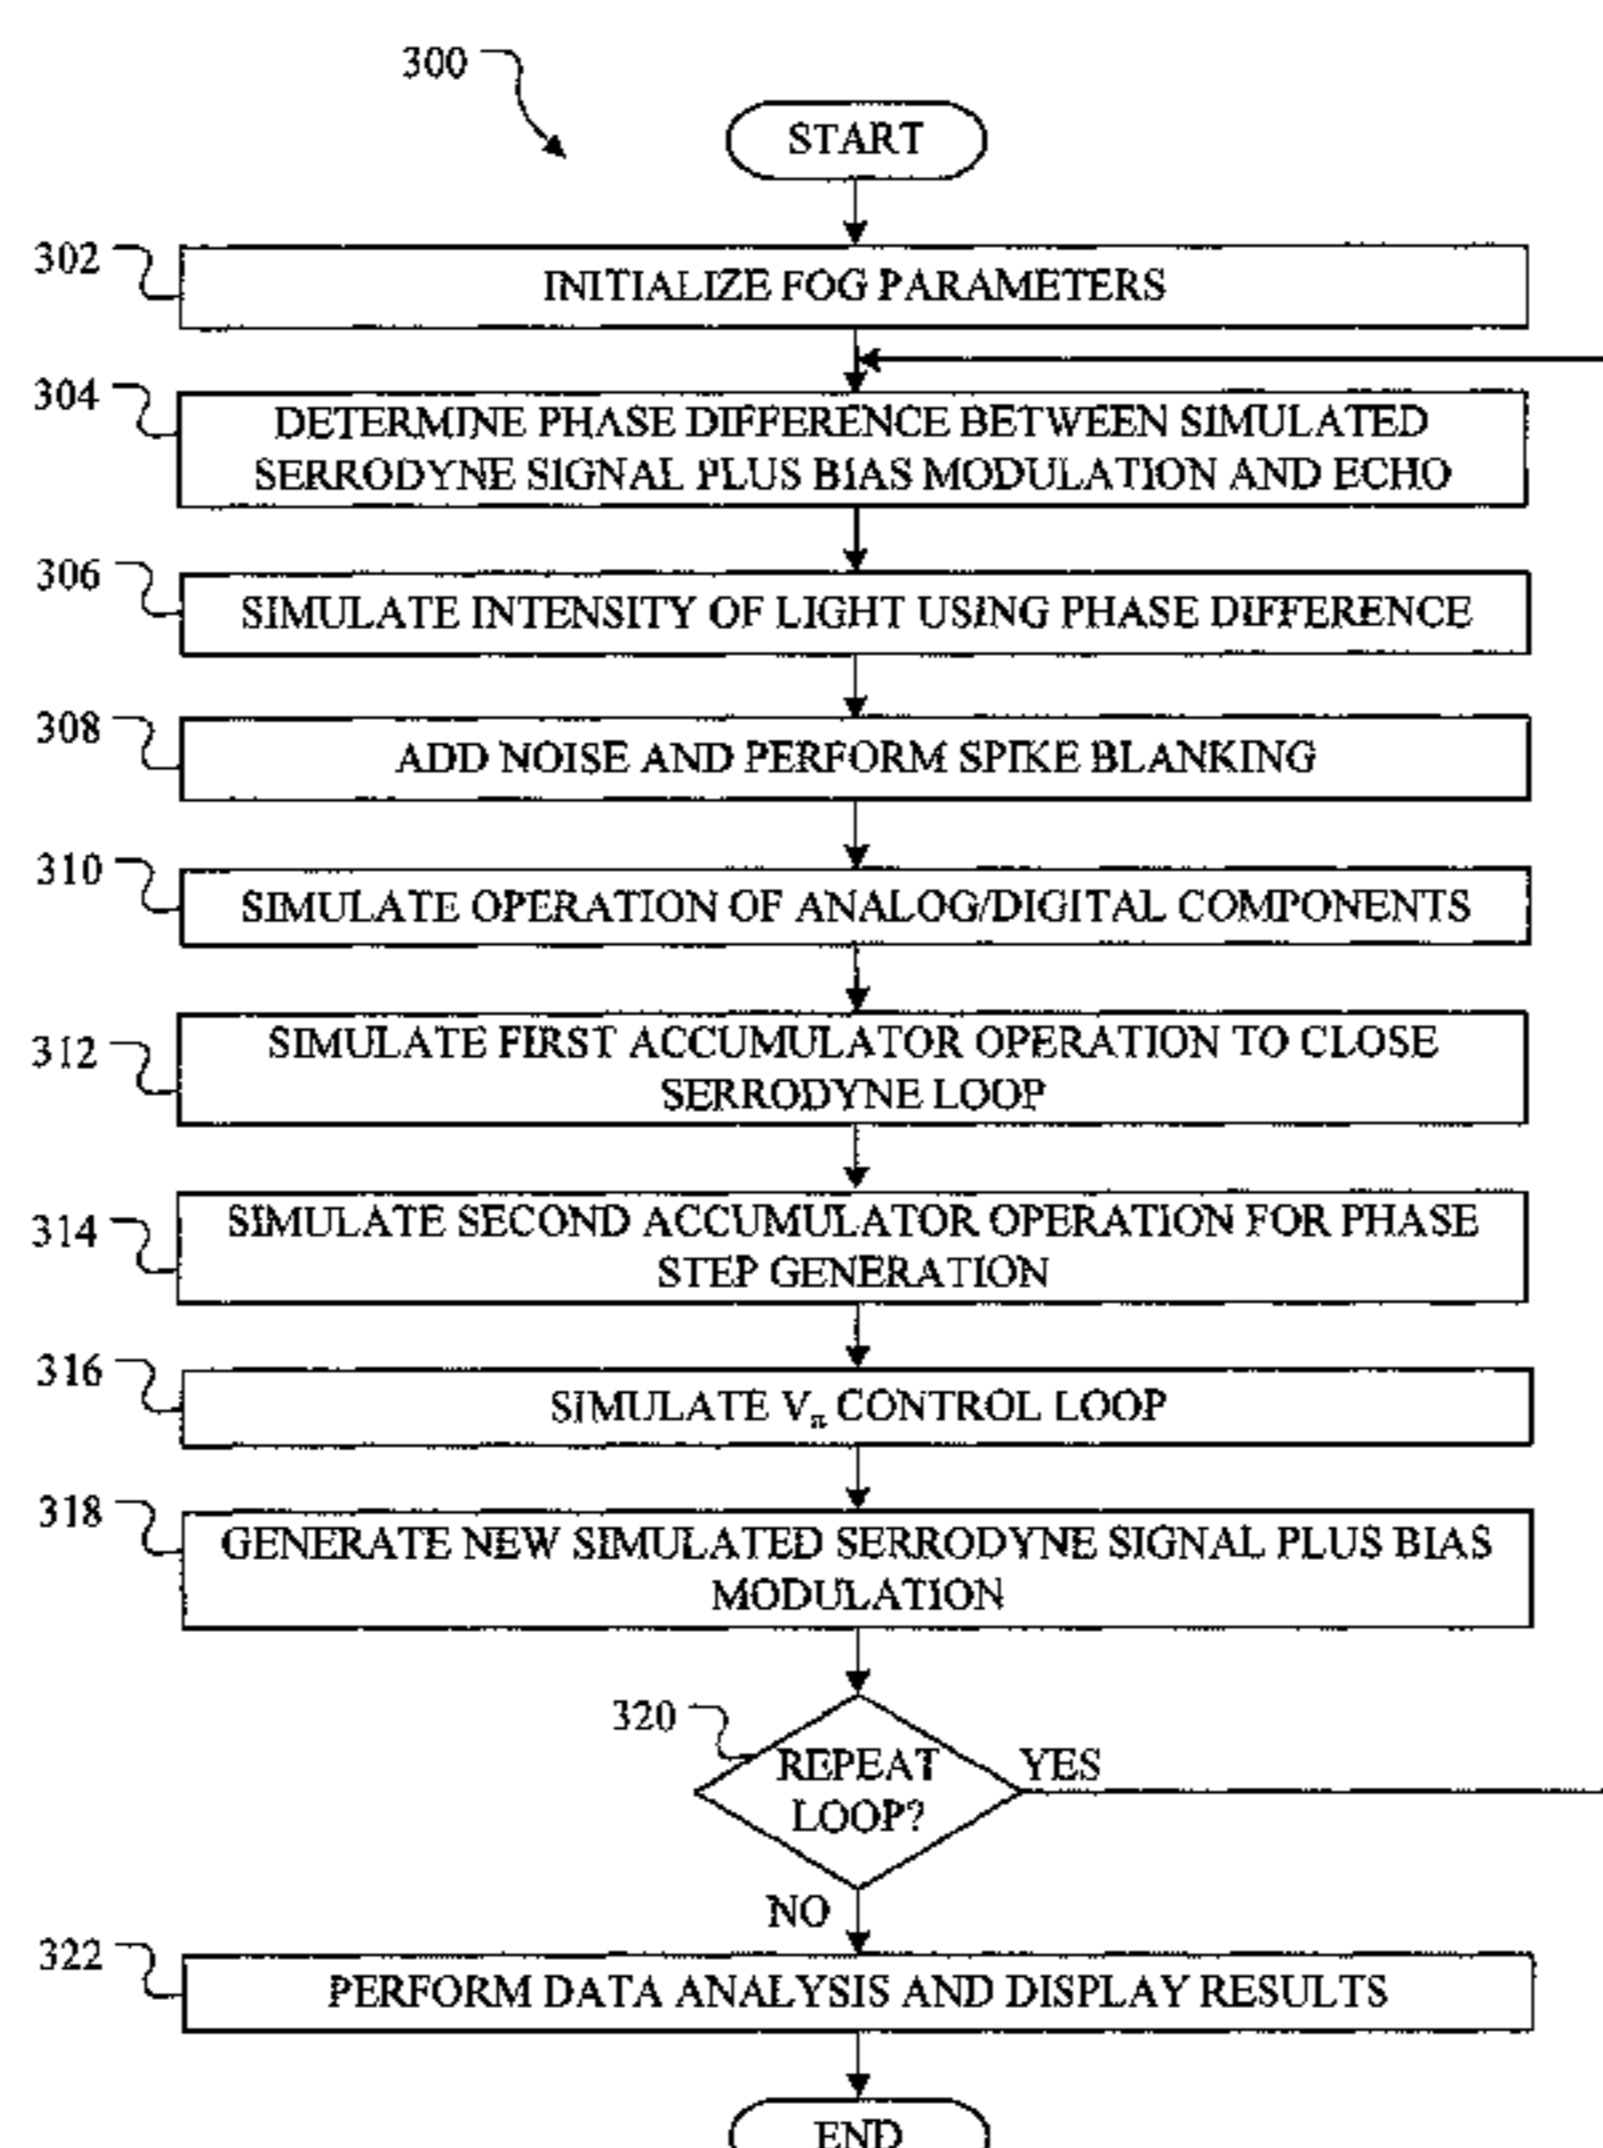 300
START
302
INITIALIZE FOG PARAMETERS
304
DETERMINE PHASE DIFFERENCE BETWEEN SIMULATED
SERRODYNE SIGNAL PLUS BIAS MODULATION AND ECHO
306
SIMULATE INTENSITY OF LIGHT USING PHASE DIFFERENCE
308
ADD NOISE AND PERFORM SPIKE BLANKING
310
SIMULATE OPERATION OF ANALOG/DIGITAL COMPONENTS
312
SIMULATE FIRST ACCUMULATOR OPERATION TO CLOSE
SERRODYNE LOOP
314
SIMULATE SECOND ACCUMULATOR OPERATION FOR PHASE
STEP GENERATION
316
SIMULATE Vπ CONTROL LOOP
318
GENERATE NEW SIMULATED SERRODYNE SIGNAL PLUS BIAS
MODULATION
320
REPEAT
LOOP?
YES
NO
322
PERFORM DATA ANALYSIS AND DISPLAY RESULTS
END